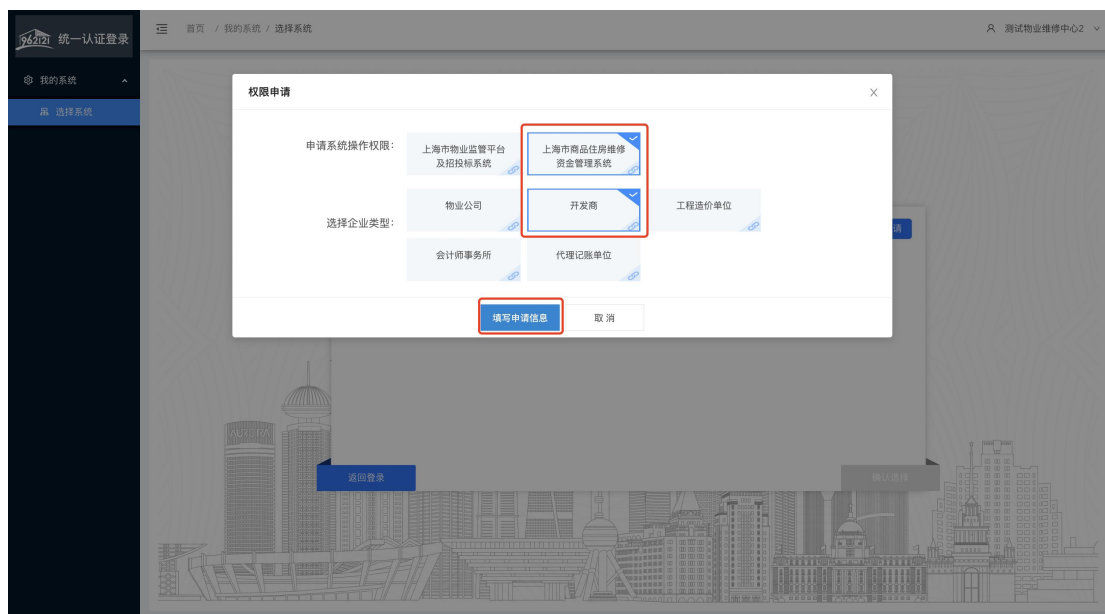 962121 统一认证登录
首页 / 我的系统 / 选择系统
测试物业维修中心2
我的系统
选择系统
权限申请
申请系统操作权限：
上海市物业监管平台
及招投标系统
上海市商品住房维修
资金管理系统
选择企业类型：
物业公司
开发商
工程造价单位
会计师事务所
代理记账单位
请
填写申请信息
取 消
AURORA
返回登录
确认选择